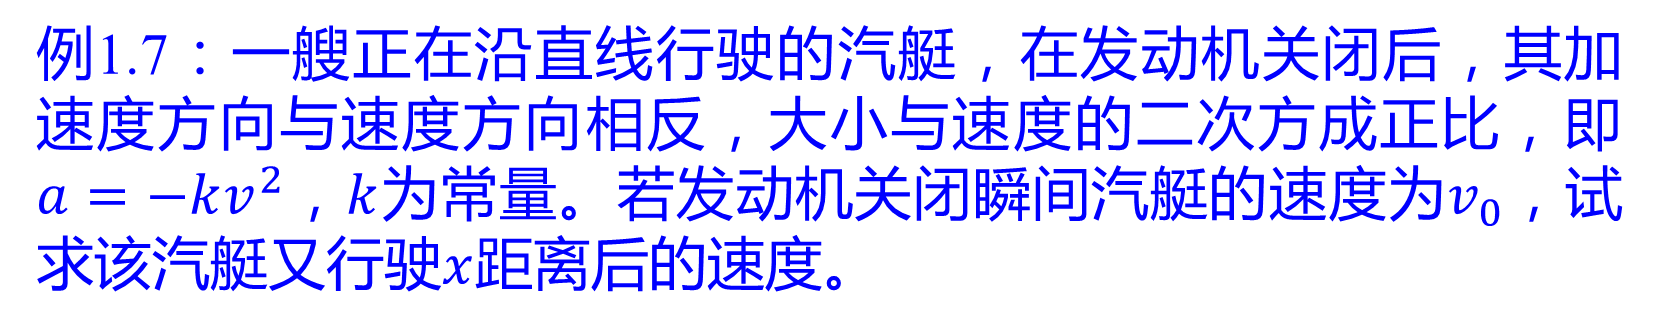 例1.7：一艘正在沿直线行驶的汽艇，在发动机关闭后，其加
速度方向与速度方向相反，大小与速度的二次方成正比，即
a = −kv²，k为常量。若发动机关闭瞬间汽艇的速度为v₀，试
求该汽艇又行驶x距离后的速度。